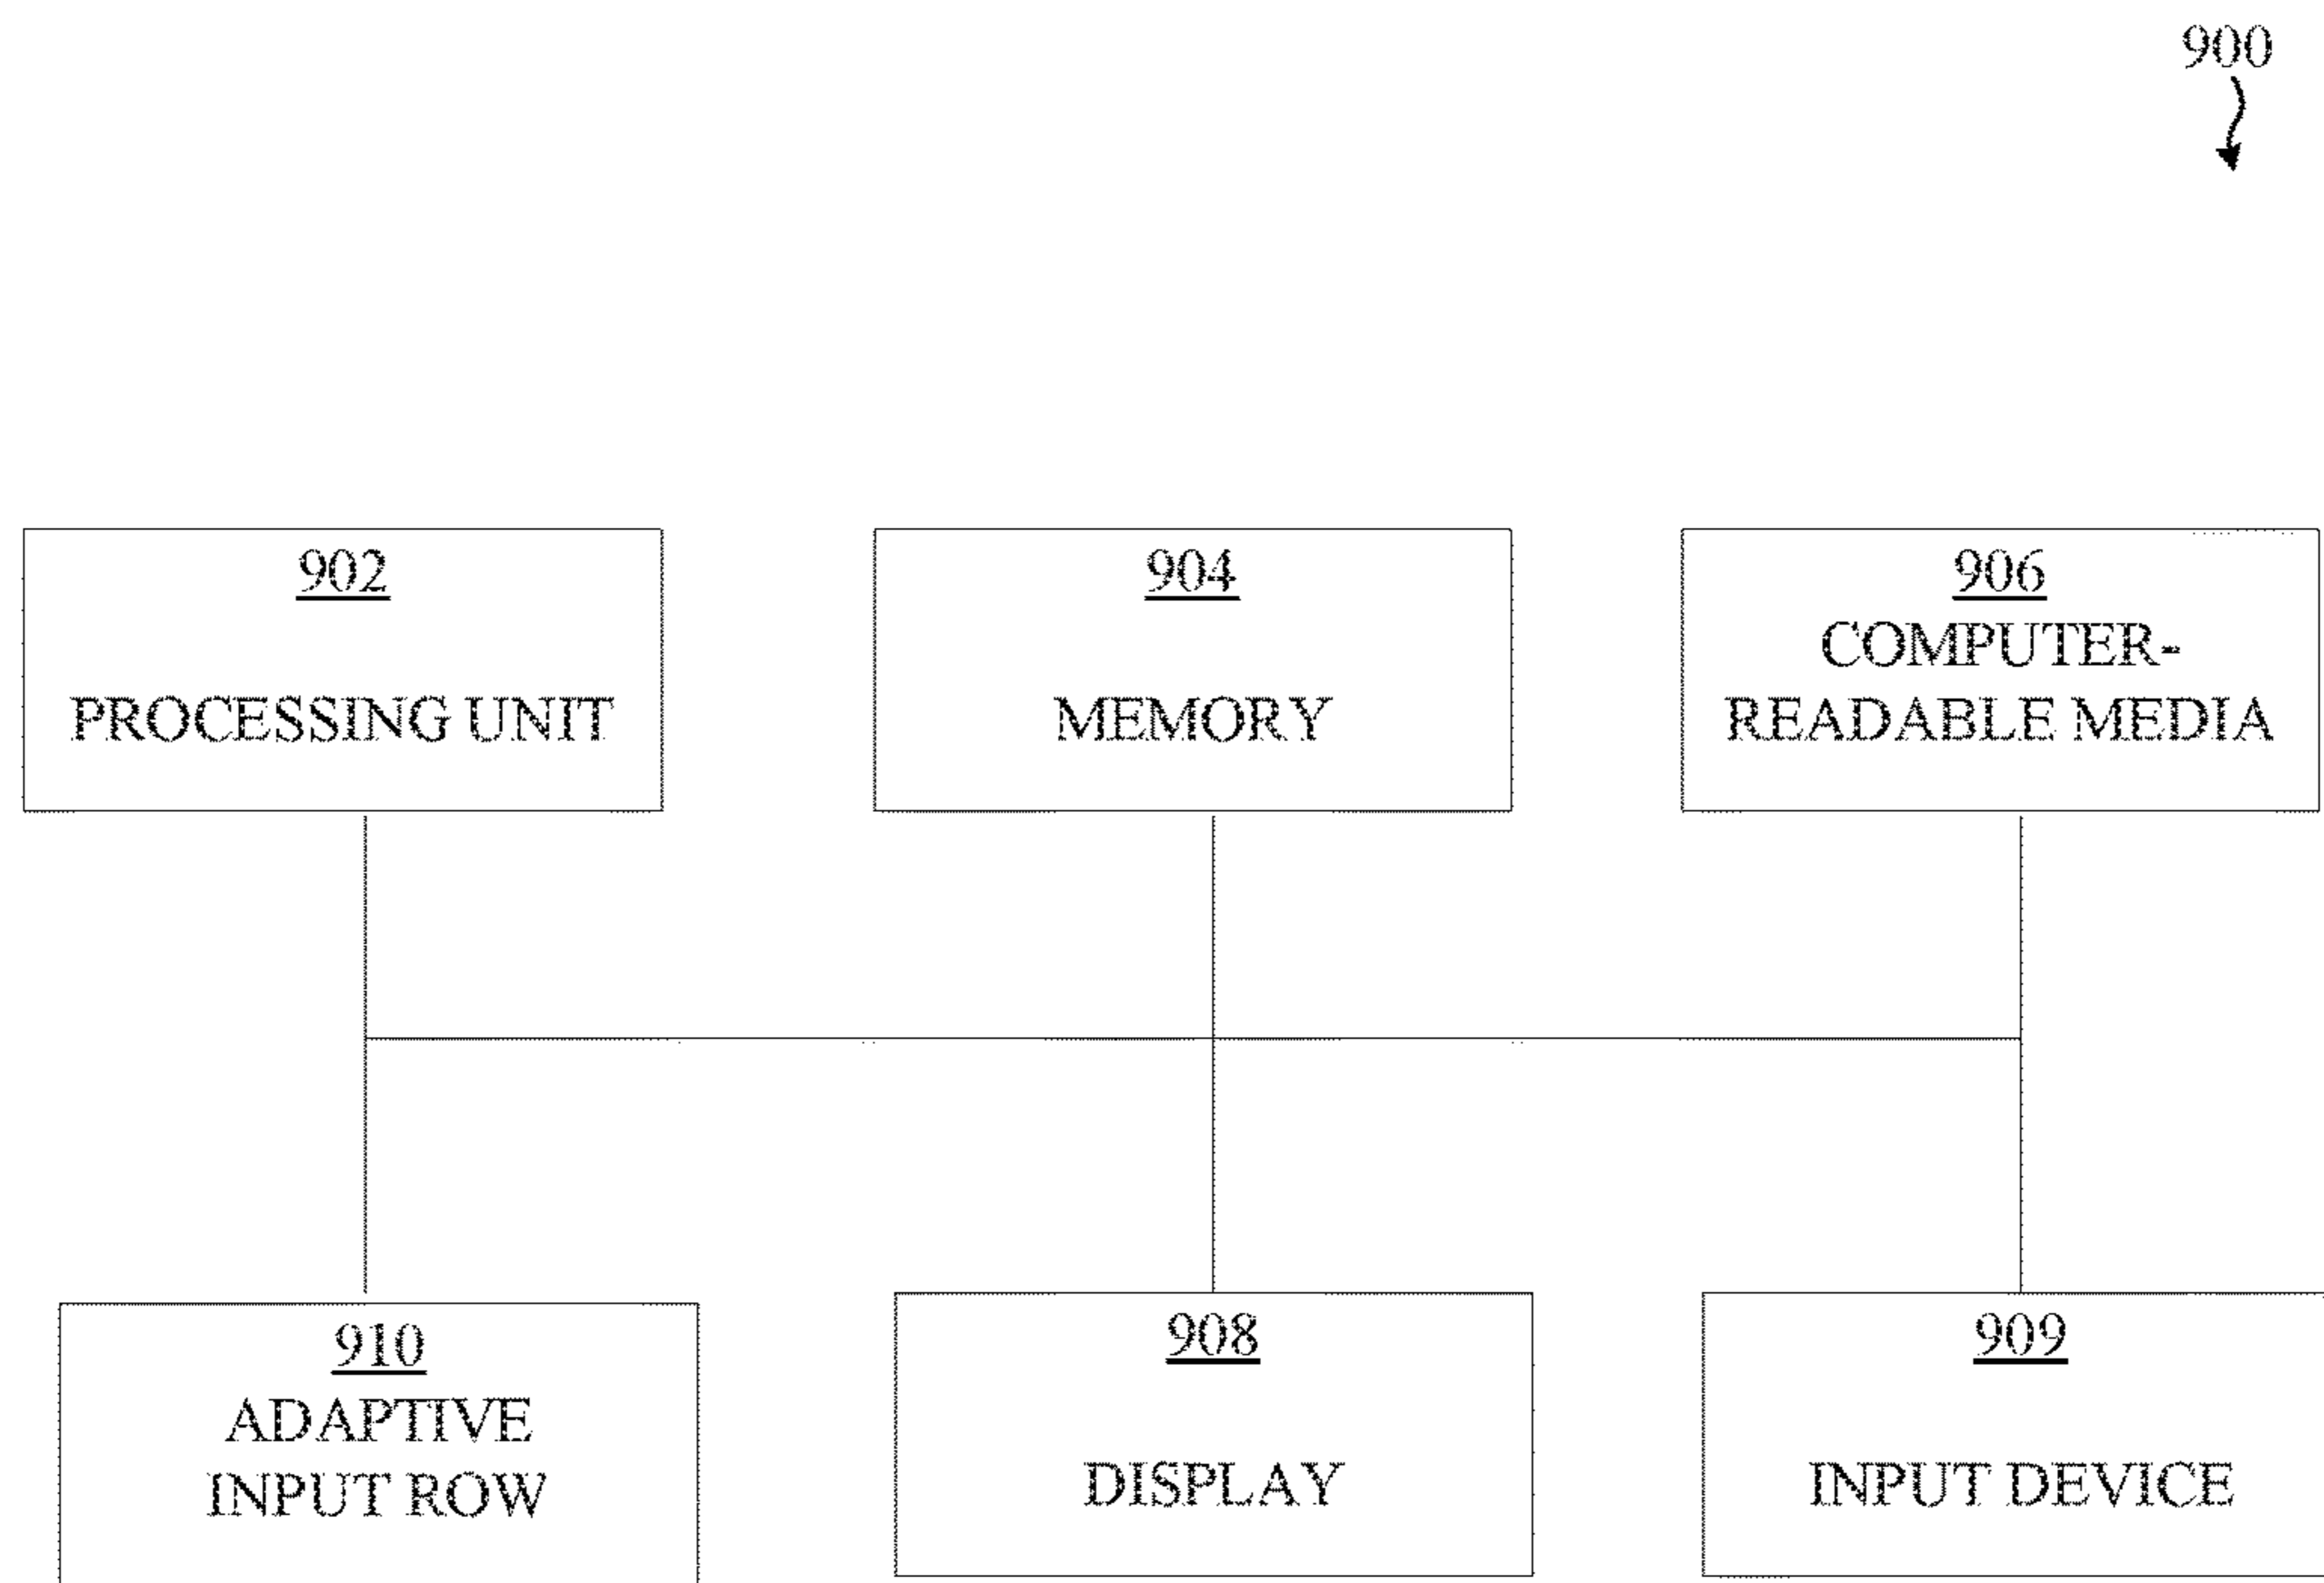 900
902
PROCESSING UNIT
904
MEMORY
906
COMPUTER-
READABLE MEDIA
910
ADAPTIVE
INPUT ROW
908
DISPLAY
909
INPUT DEVICE